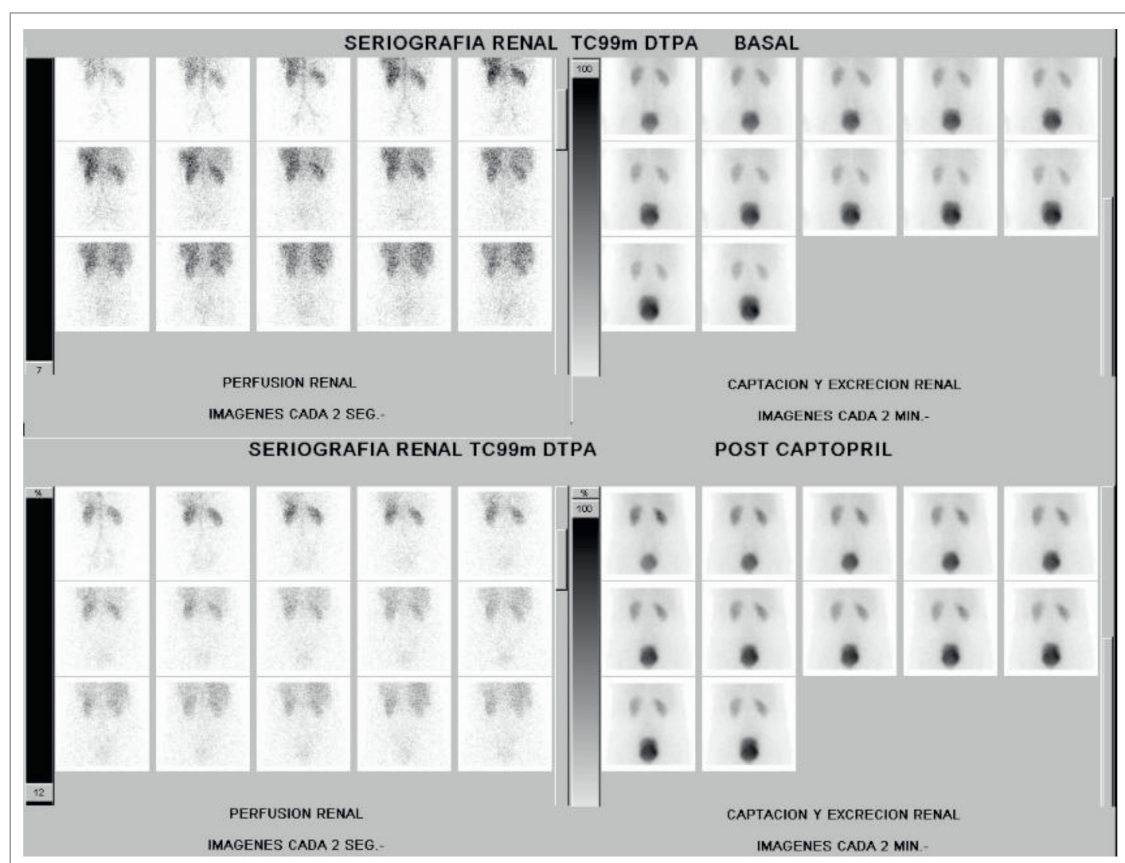 SERIOGRAFIA RENAL TC99m DTPA BASAL
100
7
PERFUSION RENAL
IMAGENES CADA 2 SEG.-
CAPTACION Y EXCRECION RENAL
IMAGENES CADA 2 MIN.-
SERIOGRAFIA RENAL TC99m DTPA POST CAPTOPRIL
%
%
100
12
PERFUSION RENAL
IMAGENES CADA 2 SEG.-
CAPTACION Y EXCRECION RENAL
IMAGENES CADA 2 MIN.-